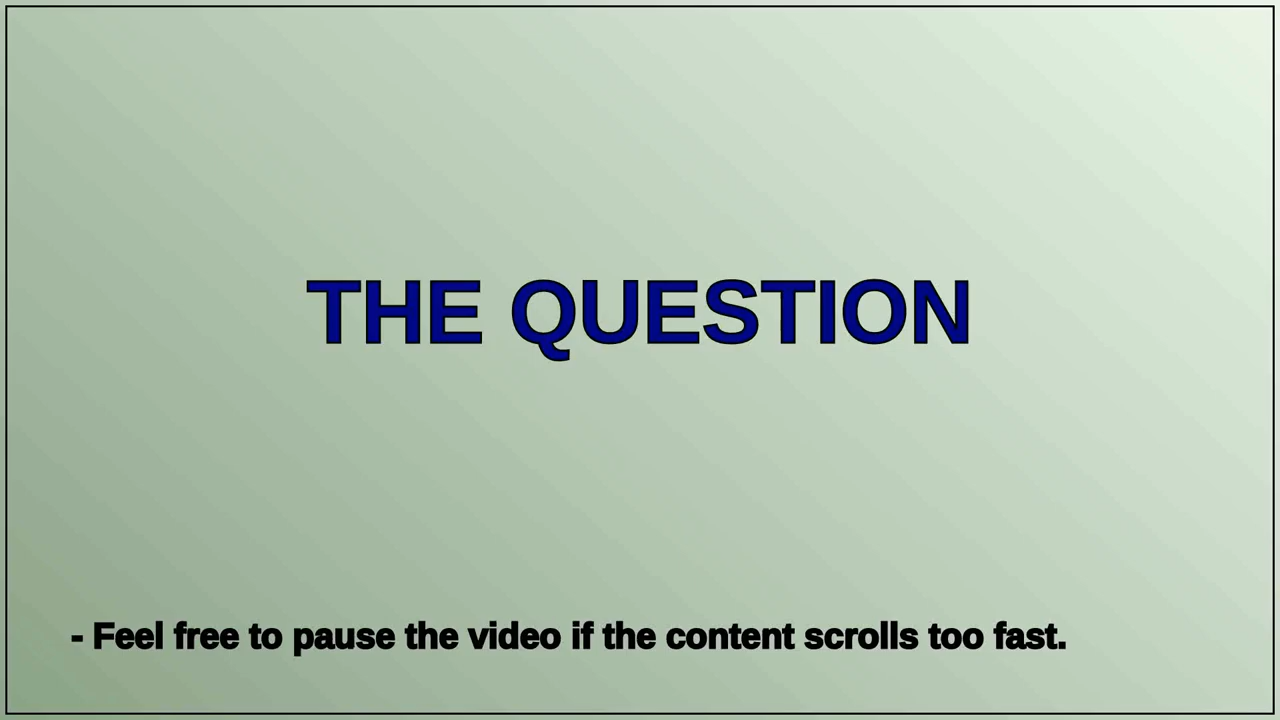 THE QUESTION
- Feel free to pause the video if the content scrolls too fast.